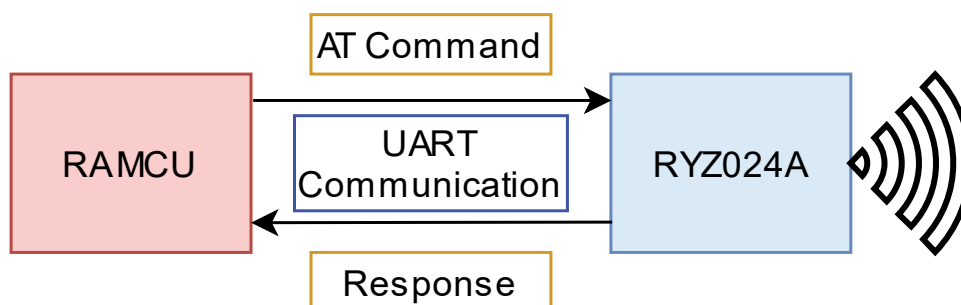 AT Command
RAMCU
UART
Communication
RYZ024A
Response